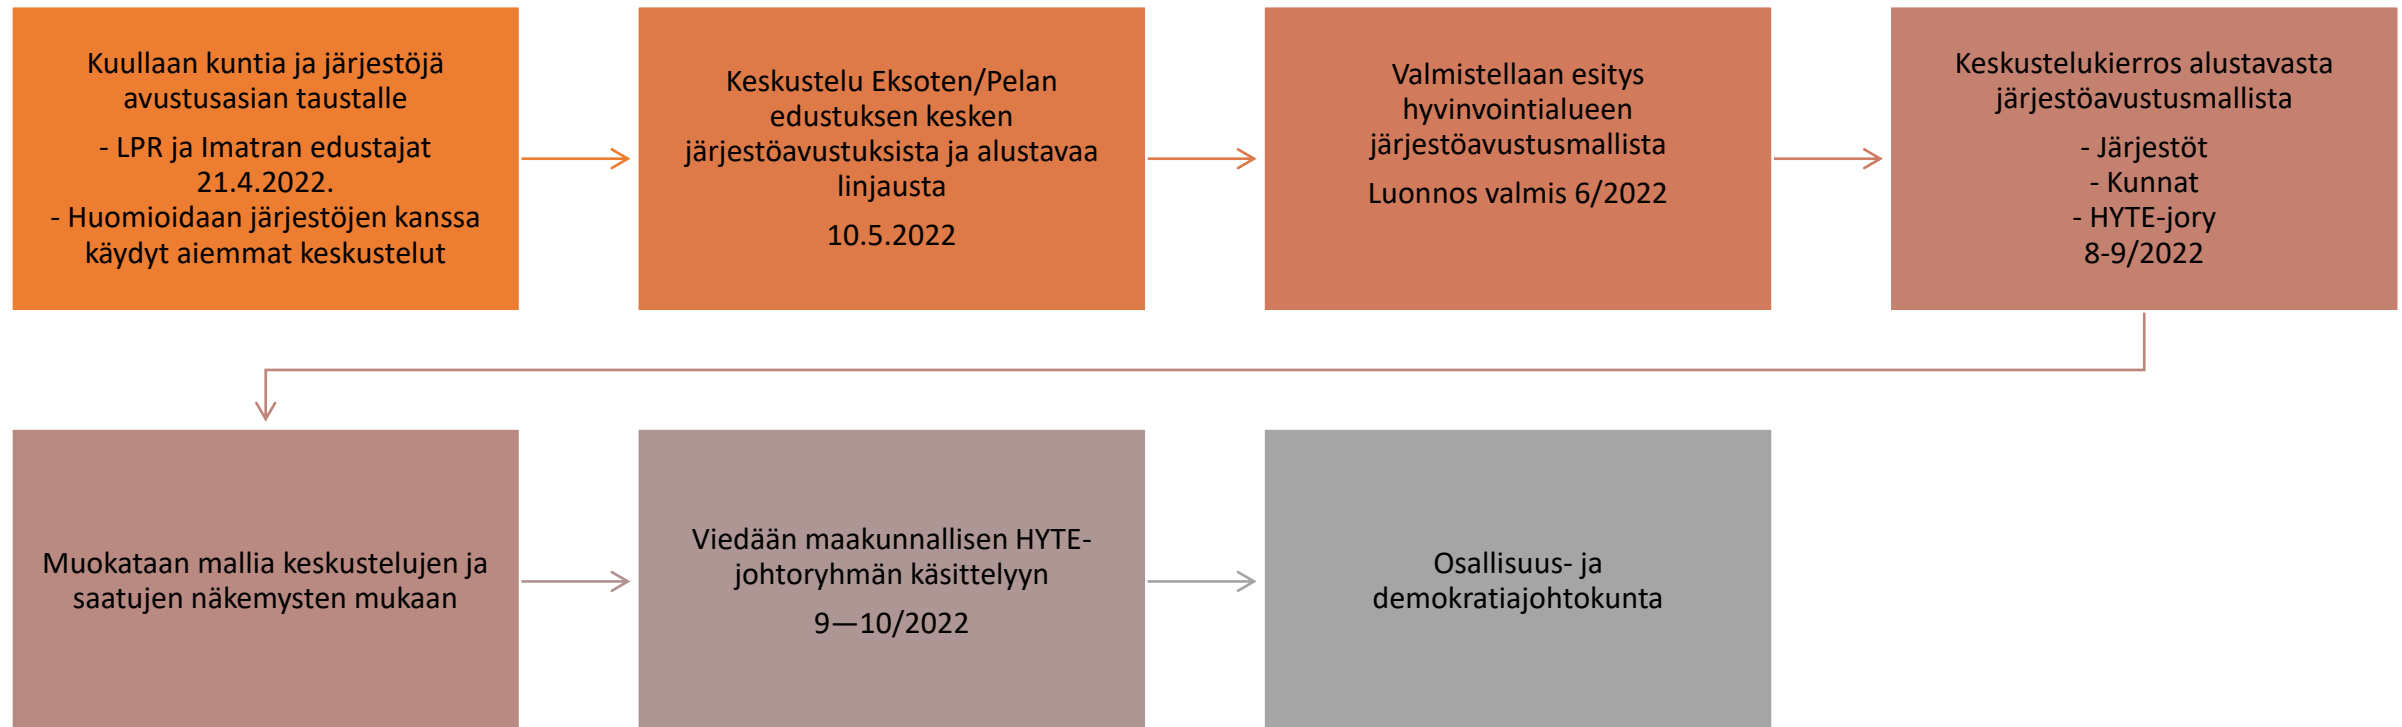 Kuullaan kuntia ja järjestöjä
avustusasian taustalle
- LPR ja Imatran edustajat
21.4.2022.
- Huomioidaan järjestöjen kanssa
käydyt aiemmat keskustelut
Keskustelu Eksoten/Pelan
edustuksen kesken
järjestöavustuksista ja alustavaa
linjausta
10.5.2022
Valmistellaan esitys
hyvinvointialueen
järjestöavustusmallista
Luonnos valmis 6/2022
Keskustelukierros alustavasta
järjestöavustusmallista
- Järjestöt
- Kunnat
- HYTE-jory
8-9/2022
Muokataan mallia keskustelujen ja
saatujen näkemysten mukaan
Viedään maakunnallisen HYTE-
johtoryhmän käsittelyyn
9—10/2022
Osallisuus- ja
demokratiajohtokunta